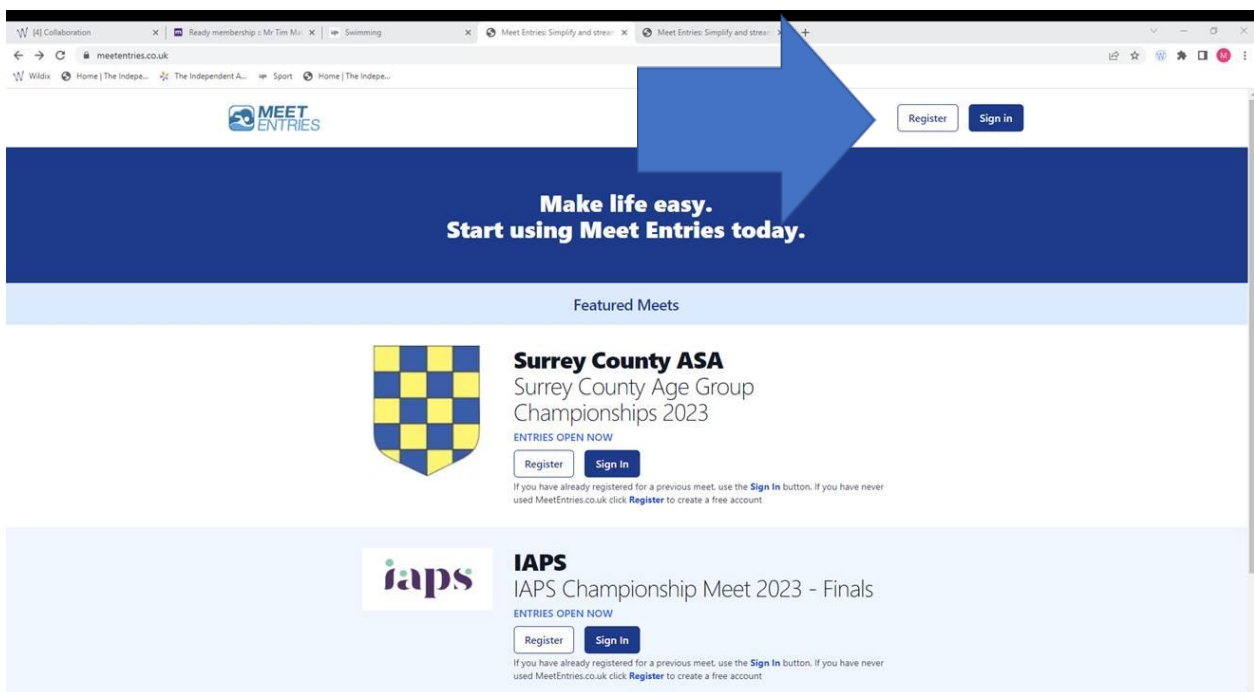 [4] Collaboration
Ready membership :: Mr Tim Mo
Swimming
Meet Entries: Simplify and strear
Meet Entries: Simplify and strear
meetentries.co.uk
Wildix
Home | The Indepe...
The Independent A...
Sport
Home | The Indepe...
MEET
ENTRIES
Register
Sign in
Make life easy.
Start using Meet Entries today.
Featured Meets
Surrey County ASA
Surrey County Age Group
Championships 2023
ENTRIES OPEN NOW
Register
Sign In
If you have already registered for a previous meet. use the Sign In button. If you have never
used MeetEntries.co.uk click Register to create a free account
iaps
IAPS
IAPS Championship Meet 2023 - Finals
ENTRIES OPEN NOW
Register
Sign In
If you have already registered for a previous meet. use the Sign In button. If you have never
used MeetEntries.co.uk click Register to create a free account